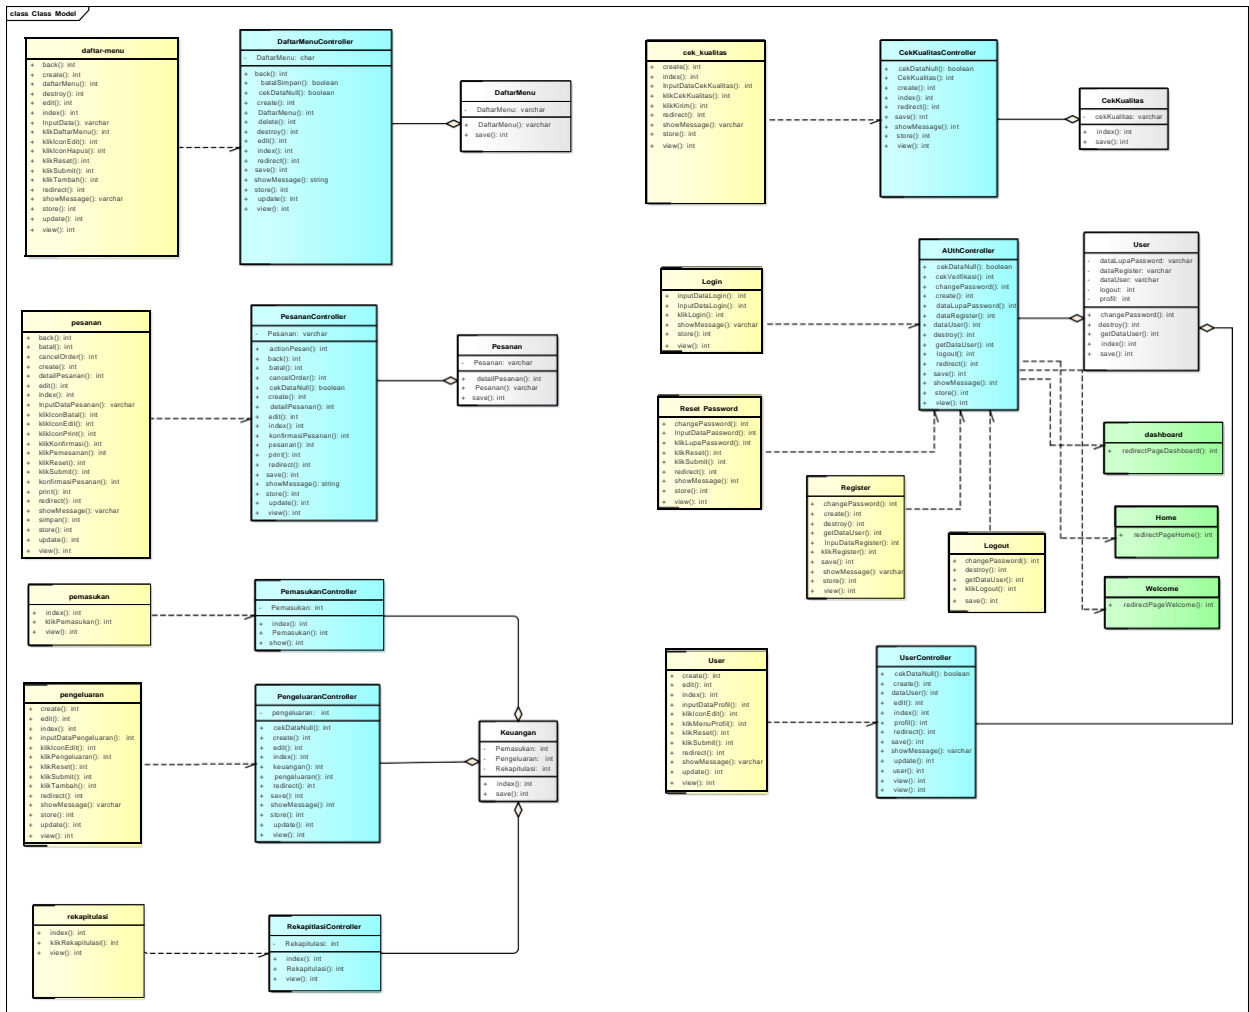 class Class Model
daftar-menu
+ back(): int
+ create(): int
+ daftarMenu(): int
+ destroy(): int
+ edit(): int
+ index(): int
+ InputData(): varchar
+ klikDaftarMenu(): int
+ klikIconEdit(): int
+ klikIconHapus(): int
+ klikReset(): int
+ klikSubmit(): int
+ klikTambah(): int
+ redirect(): int
+ showMessage(): varchar
+ store(): int
+ update(): int
+ view(): int
DaftarMenuController
- DaftarMenu: char
+ back(): int
+ batalSimpan(): boolean
+ cekDataNull(): boolean
+ create(): int
+ DaftarMenu(): int
+ delete(): int
+ destroy(): int
+ edit(): int
+ index(): int
+ redirect(): int
+ save(): int
+ showMessage(): string
+ store(): int
+ update(): int
+ view(): int
DaftarMenu
- DaftarMenu: varchar
+ DaftarMenu(): varchar
+ save(): int
cek_kualitas
+ create(): int
+ index(): int
+ InputDataCekKualitas(): int
+ klikCekKualitas(): int
+ klikKirim(): int
+ redirect(): int
+ showMessage(): varchar
+ store(): int
+ view(): int
CekKualitasController
+ cekDataNull(): boolean
+ CekKualitas(): int
+ create(): int
+ index(): int
+ redirect(): int
+ save(): int
+ showMessage(): varchar
+ store(): int
+ view(): int
CekKualitas
- cekKualitas: varchar
+ index(): int
+ save(): int
pesanan
+ back(): int
+ batal(): int
+ cancelOrder(): int
+ create(): int
+ detailPesanan(): int
+ edit(): int
+ index(): int
+ InputDataPesanan(): varchar
+ klikIconBatal(): int
+ klikIconEdit(): int
+ klikIconPrint(): int
+ klikKonfirmasi(): int
+ klikPemesanan(): int
+ klikReset(): int
+ klikSubmit(): int
+ konfirmasiPesanan(): int
+ print(): int
+ redirect(): int
+ showMessage(): varchar
+ simpan(): int
+ store(): int
+ update(): int
+ view(): int
PesananController
- Pesanan: varchar
+ actionPesan(): int
+ back(): int
+ batal(): int
+ cancelOrder(): int
+ cekDataNull(): boolean
+ create(): int
+ detailPesanan(): int
+ edit(): int
+ index(): int
+ konfirmasiPesanan(): int
+ pesanan(): int
+ print(): int
+ redirect(): int
+ save(): int
+ showMessage(): string
+ store(): int
+ update(): int
+ view(): int
Pesanan
- Pesanan: varchar
+ detailPesanan(): int
+ Pesanan(): varchar
+ save(): int
Login
+ inputDataLogin(): int
+ InputDataLogin(): int
+ klikLogin(): int
+ showMessage(): varchar
+ store(): int
+ view(): int
AUthController
+ cekDataNull(): boolean
+ cekVerifikasi(): int
+ changePassword(): int
+ create(): int
+ dataLupaPassword(): int
+ dataRegister(): int
+ dataUser(): int
+ destroy(): int
+ getDataUser(): int
+ logout(): int
+ redirect(): int
+ save(): int
+ showMessage(): int
+ store(): int
+ view(): int
User
- dataLupaPassword: varchar
- dataRegister: varchar
- dataUser: varchar
- logout: int
- profil: int
+ changePassword(): int
+ destroy(): int
+ getDataUser(): int
+ index(): int
+ save(): int
Reset Password
+ changePassword(): int
+ InputDataPassword(): int
+ klikLupaPassword(): int
+ klikReset(): int
+ klikSubmit(): int
+ redirect(): int
+ showMessage(): int
+ store(): int
+ view(): int
Register
+ changePassword(): int
+ create(): int
+ destroy(): int
+ getDataUser(): int
+ InpuDataRegister(): int
+ klikRegister(): int
+ save(): int
+ showMessage(): varchar
+ store(): int
+ view(): int
Logout
+ changePassword(): int
+ destroy(): int
+ getDataUser(): int
+ klikLogout(): int
+ save(): int
dashboard
+ redirectPageDashboard(): int
Home
+ redirectPageHome(): int
Welcome
+ redirectPageWelcome(): int
pemasukan
+ index(): int
+ klikPemasukan(): int
+ view(): int
PemasukanController
- Pemasukan: int
+ index(): int
+ Pemasukan(): int
+ show(): int
pengeluaran
+ create(): int
+ edit(): int
+ index(): int
+ inputDataPengeluaran(): int
+ klikIconEdit(): int
+ klikPengeluaran(): int
+ klikReset(): int
+ klikSubmit(): int
+ klikTambah(): int
+ redirect(): int
+ showMessage(): varchar
+ store(): int
+ update(): int
+ view(): int
PengeluaranController
- pengeluaran: int
+ cekDataNull(): int
+ create(): int
+ edit(): int
+ index(): int
+ keuangan(): int
+ pengeluaran(): int
+ redirect(): int
+ save(): int
+ showMessage(): int
+ store(): int
+ update(): int
+ view(): int
Keuangan
- Pemasukan: int
- Pengeluaran: int
- Rekapitulasi: int
+ index(): int
+ save(): int
User
+ create(): int
+ edit(): int
+ index(): int
+ inputDataProfil(): int
+ klikIconEdit(): int
+ klikMenuProfil(): int
+ klikReset(): int
+ klikSubmit(): int
+ redirect(): int
+ showMessage(): varchar
+ update(): int
+ view(): int
UserController
+ cekDataNull(): boolean
+ create(): int
+ dataUser(): int
+ edit(): int
+ index(): int
+ profil(): int
+ redirect(): int
+ save(): int
+ showMessage(): varchar
+ update(): int
+ user(): int
+ view(): int
+ view(): int
rekapitulasi
+ index(): int
+ klikRekapitulasi(): int
+ view(): int
RekapitlasiController
- Rekapitulasi: int
+ index(): int
+ Rekapitulasi(): int
+ view(): int